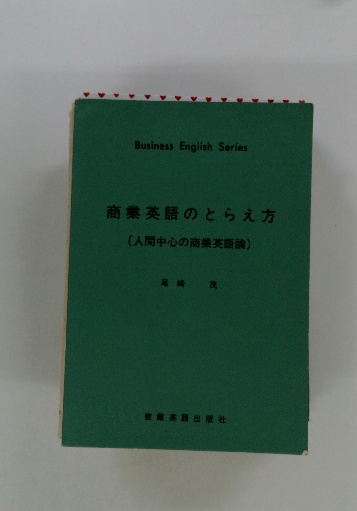 Business English Series
商業英語のとらえ方
(人間中心の商業英語論)
尾崎 茂
商業英語出版社